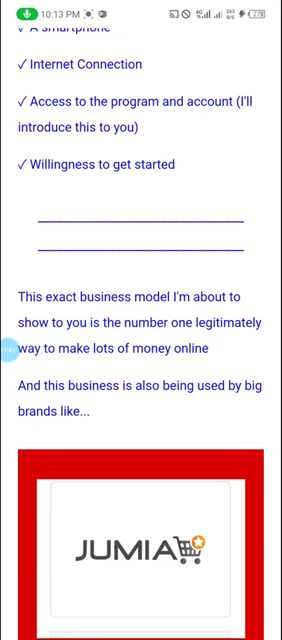 10:13 PM
✓ A smartphone
✓ Internet Connection
✓ Access to the program and account (I'll
introduce this to you)
✓ Willingness to get started
This exact business model I'm about to
show to you is the number one legitimately
way to make lots of money online
And this business is also being used by big
brands like...
JUMIA